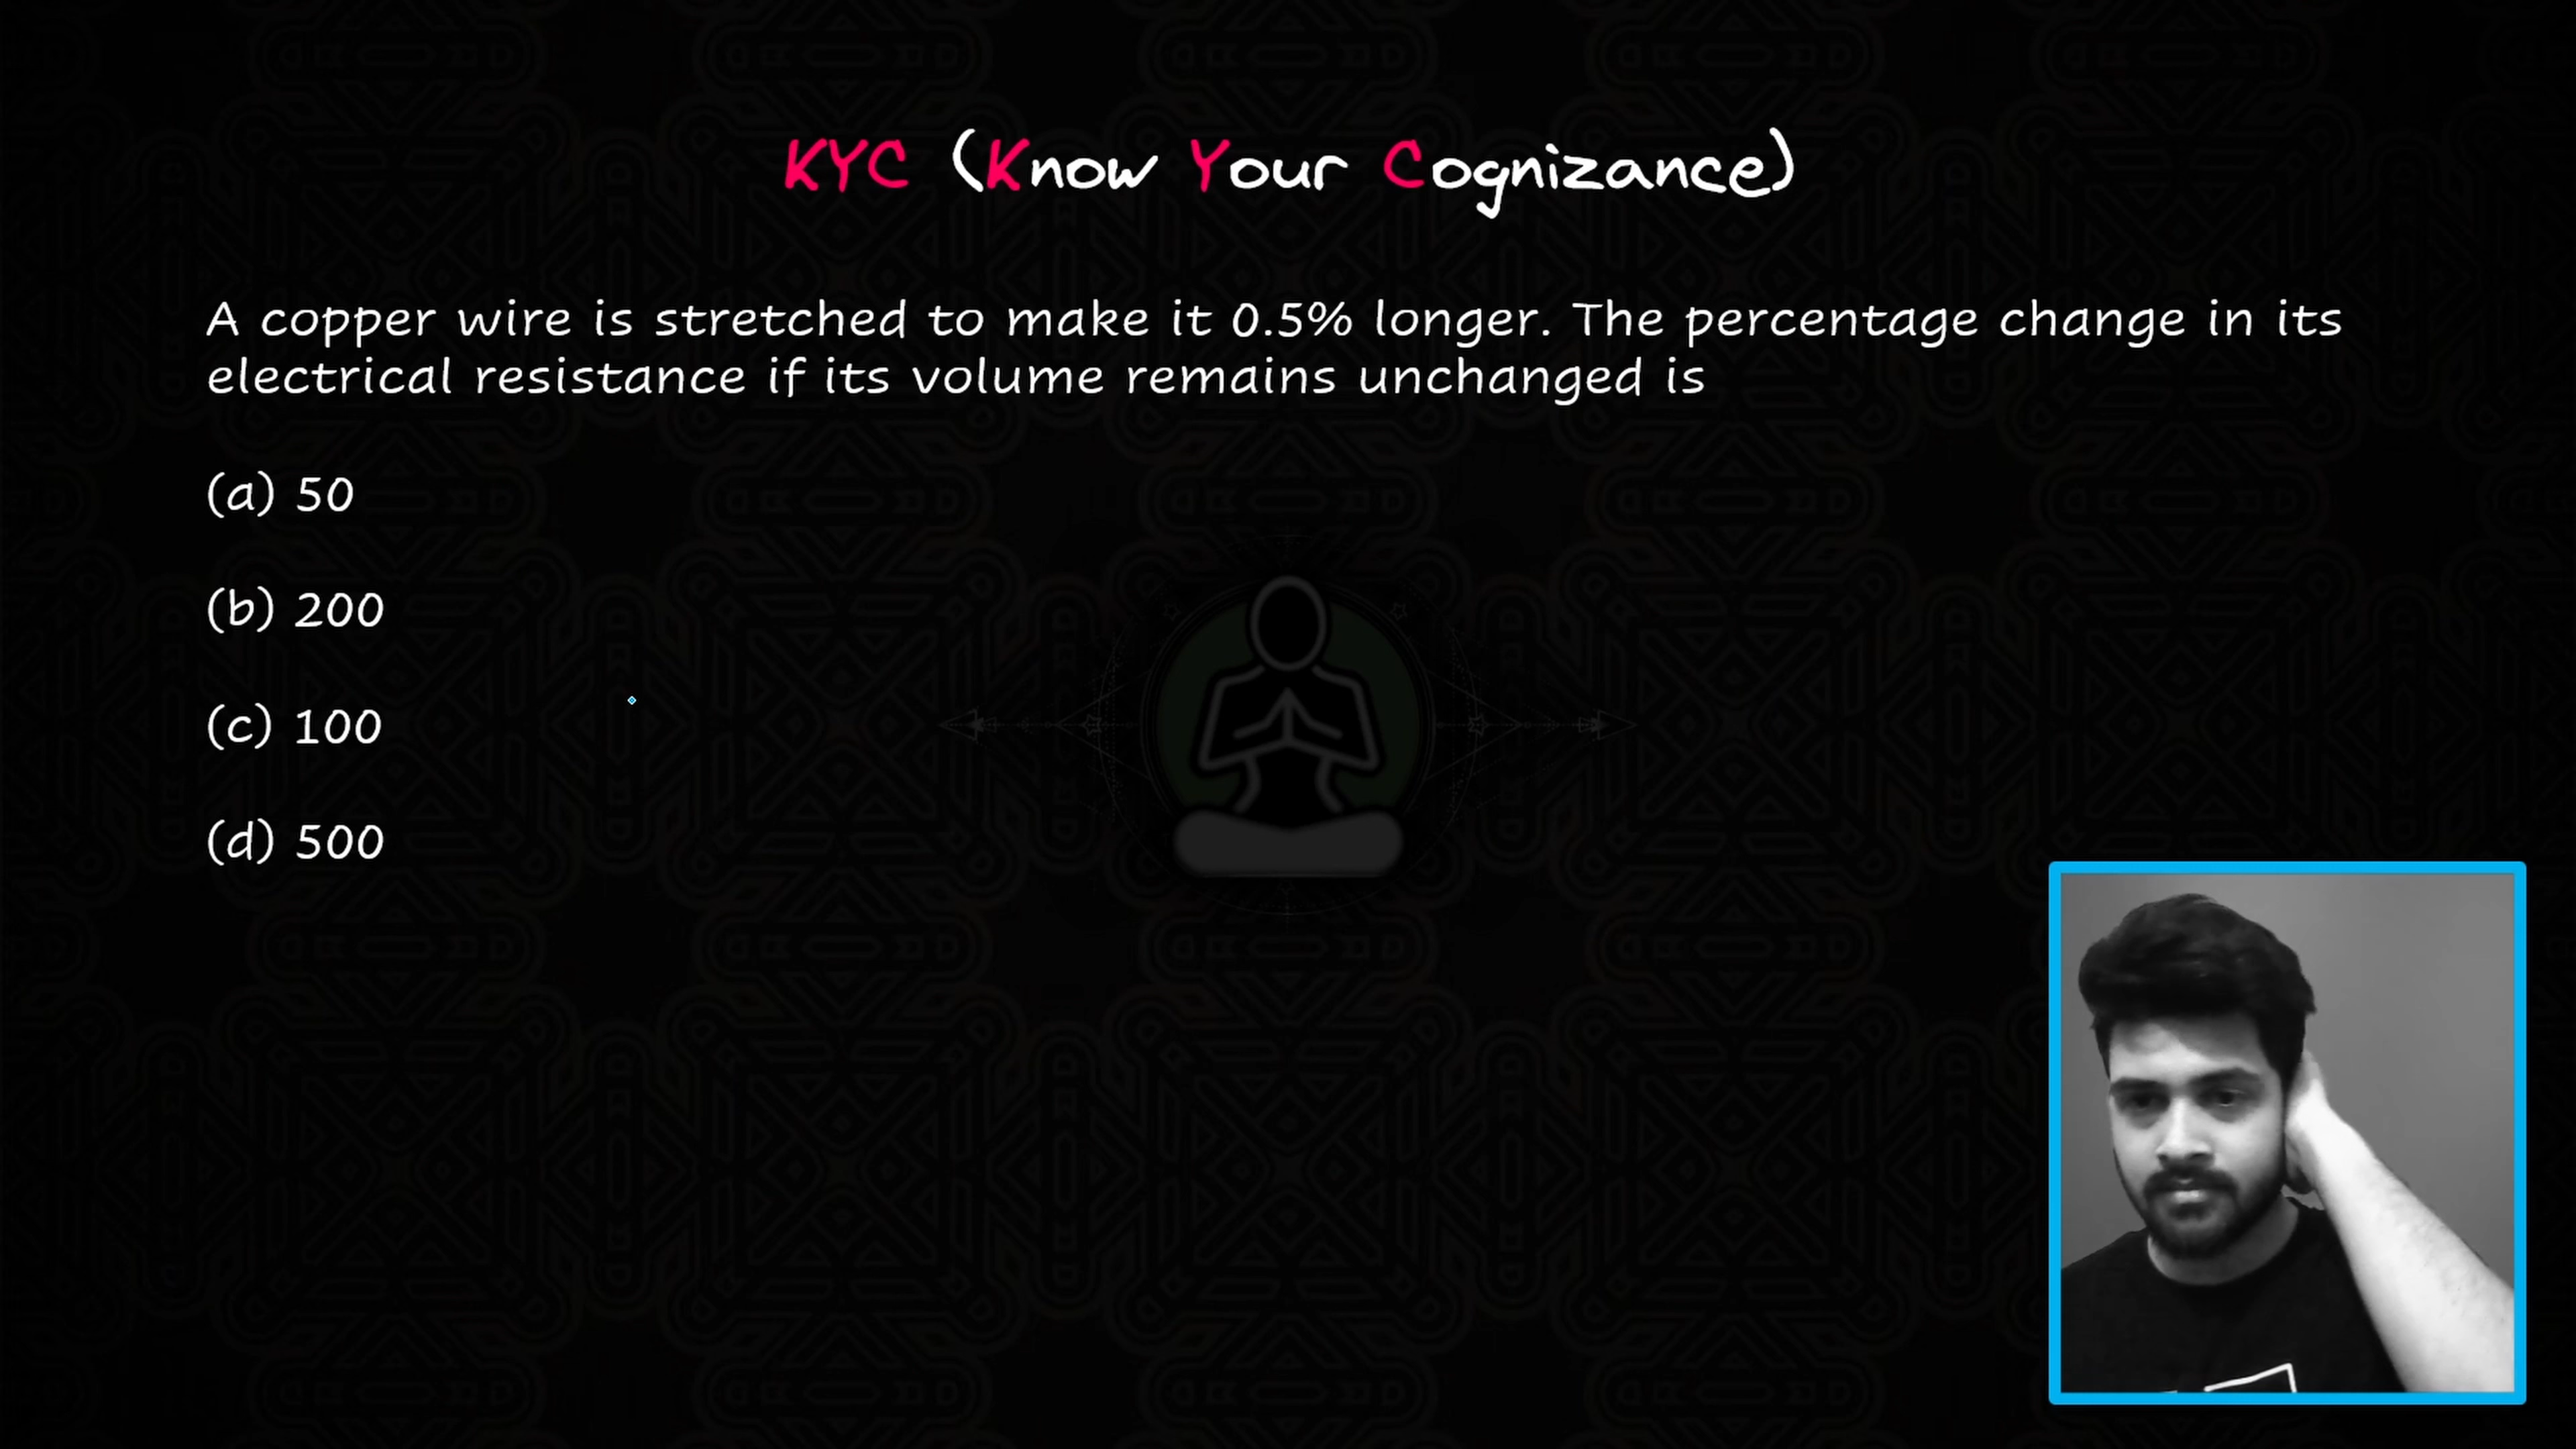 KYC (Know Your Cognizance)
A copper wire is stretched to make it 0.5% longer. The percentage change in its
electrical resistance if its volume remains unchanged is
(a) 50
(b) 200
(c) 100
(d) 500